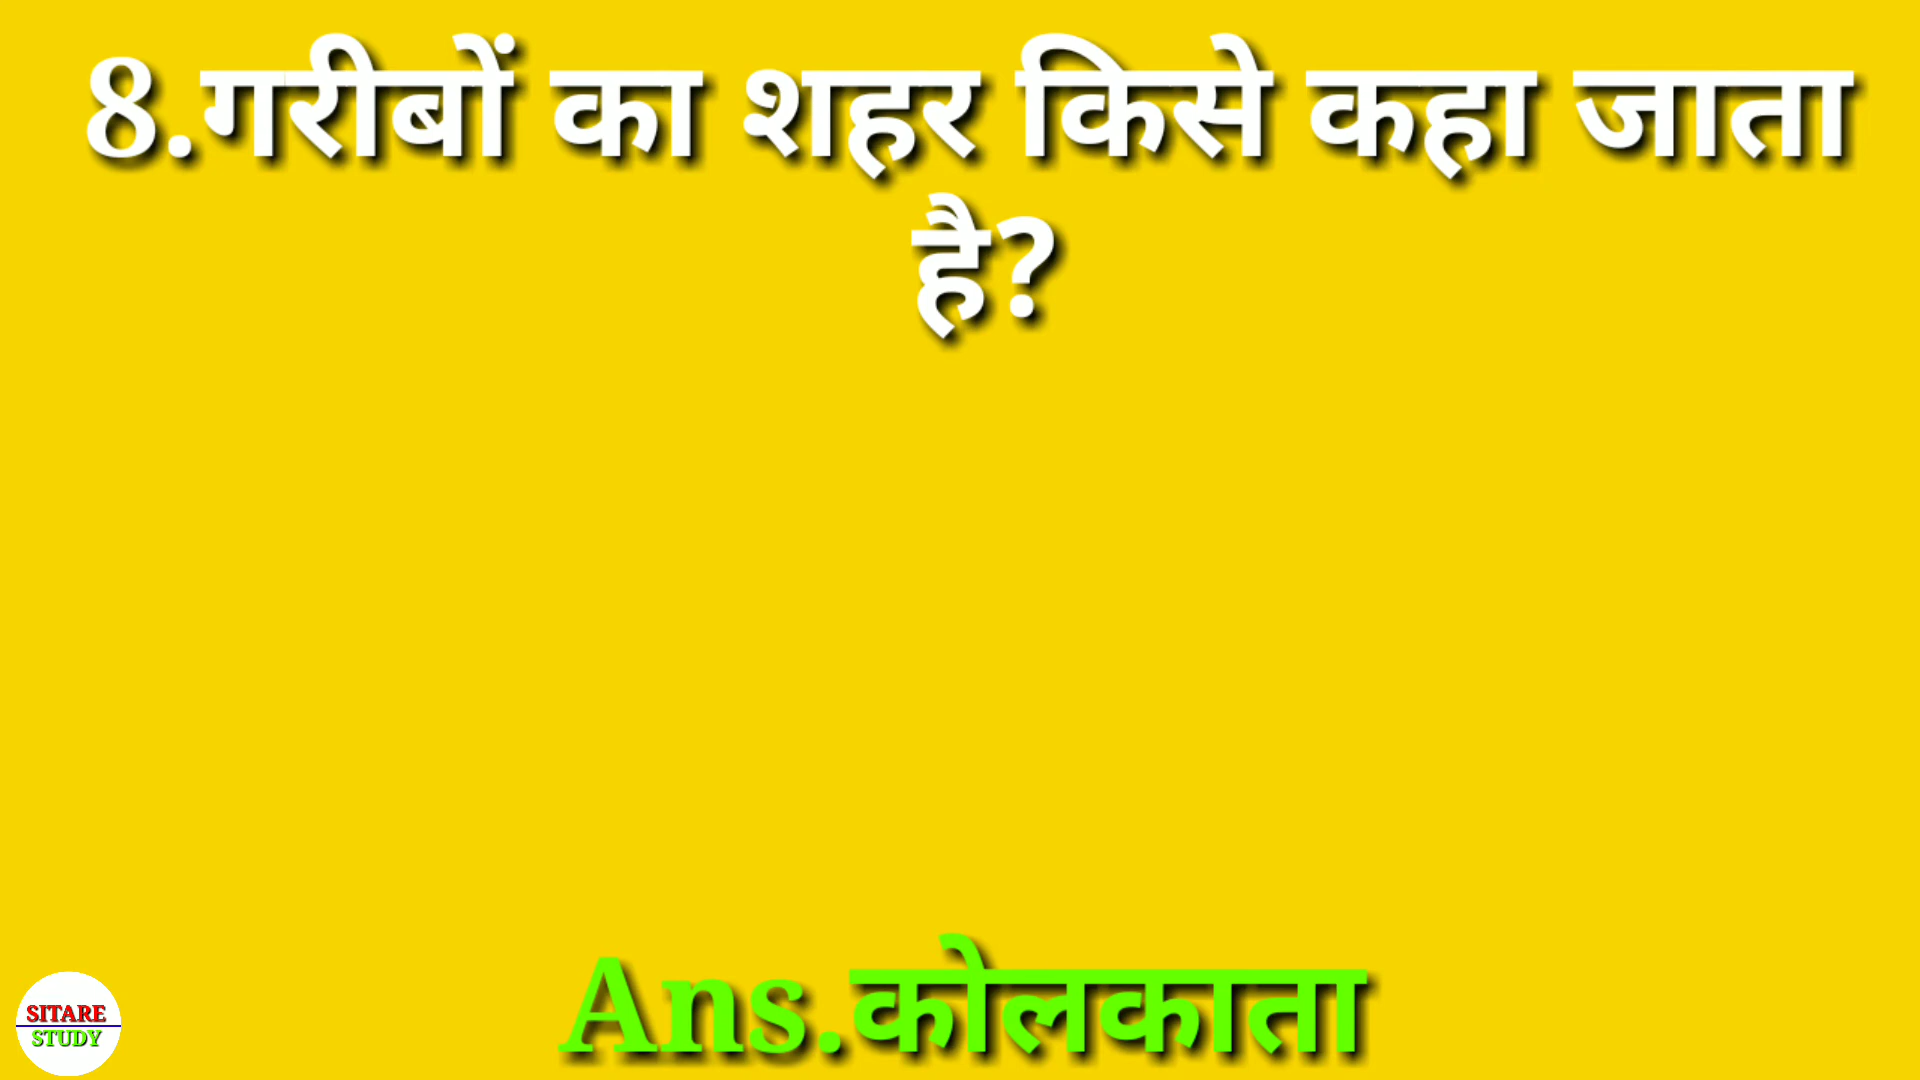 8.गरीबों का शहर किसे कहा जाता
है?
Ans.कोलकाता
SITARE
STUDY